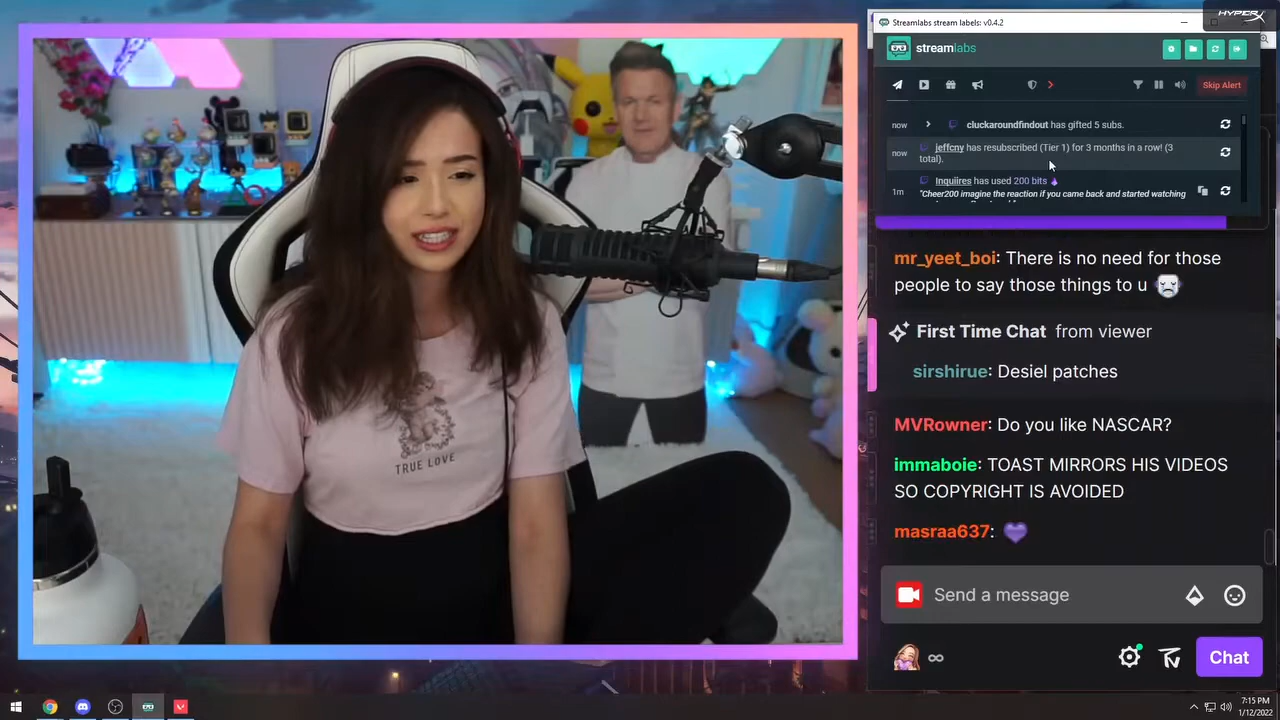 HYPERX
Streamlabs stream labels: v0.4.2
streamlabs
Skip Alert
now cluckaroundfindout has gifted 5 subs.
now jeffcny has resubscribed (Tier 1) for 3 months in a row! (3
total).
1m Inquiires has used 200 bits
"Cheer200 imagine the reaction if you came back and started watching
mr_yeet_boi: There is no need for those
people to say those things to u
First Time Chat from viewer
sirshirue: Desiel patches
MVRowner: Do you like NASCAR?
immaboie: TOAST MIRRORS HIS VIDEOS
SO COPYRIGHT IS AVOIDED
masraa637:
Send a message
Chat
TRUE LOVE
7:15 PM
1/12/2022